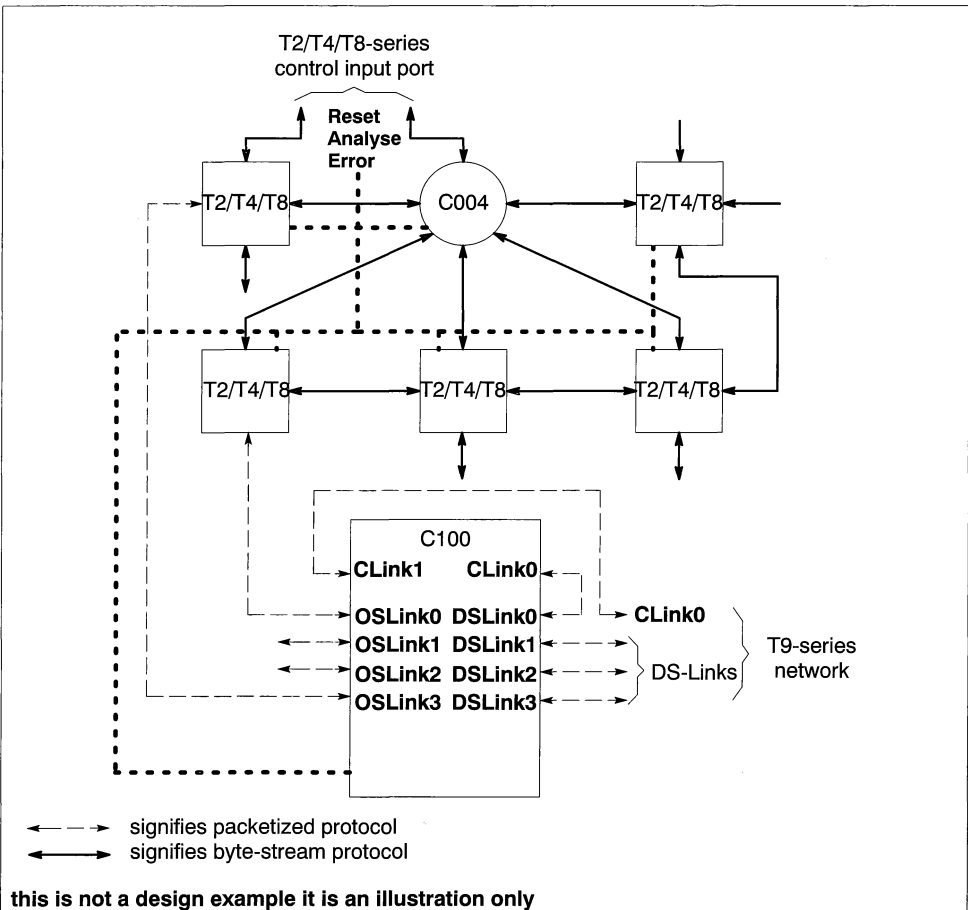 T2/T4/T8-series
control input port
Reset
Analyse
Error
T2/T4/T8
C004
T2/T4/T8
T2/T4/T8
T2/T4/T8
T2/T4/T8
C100
CLink1 CLink0
OSLink0 DSLink0
OSLink1 DSLink1
OSLink2 DSLink2
OSLink3 DSLink3
CLink0
DS-Links
T9-series
network
signifies packetized protocol
signifies byte-stream protocol
this is not a design example it is an illustration only